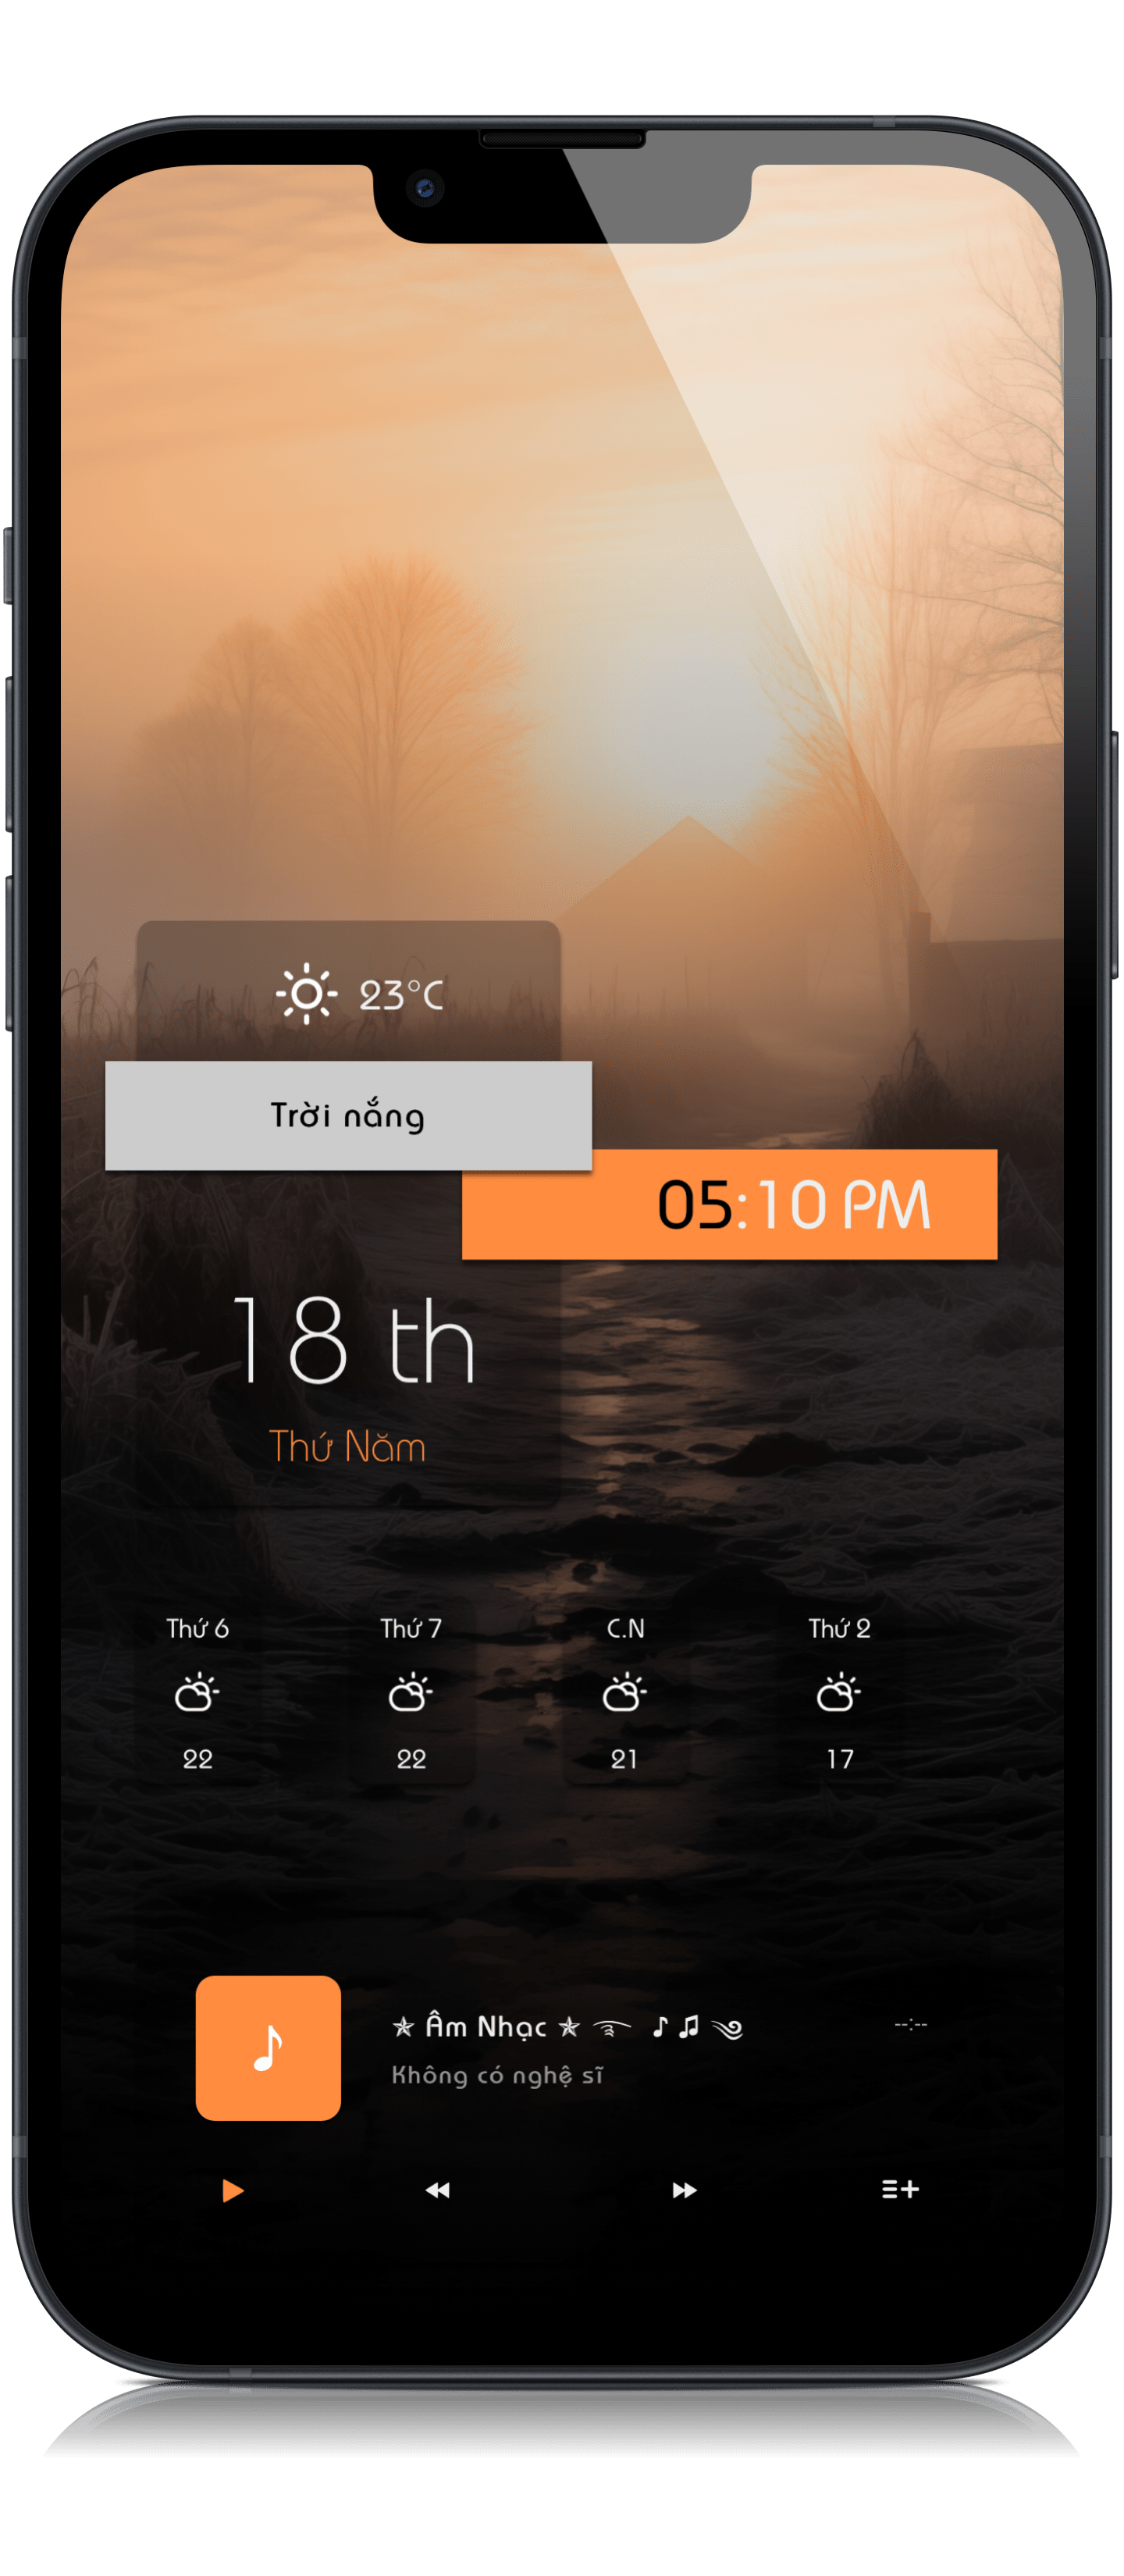 23°C
Trời nắng
05:10 PM
18 th
Thứ Năm
Thứ 6 Thứ 7 C.N Thứ 2
22 22 21 17
✯ Âm Nhạc ✯ ♪ ♫ --:--
Không có nghệ sĩ